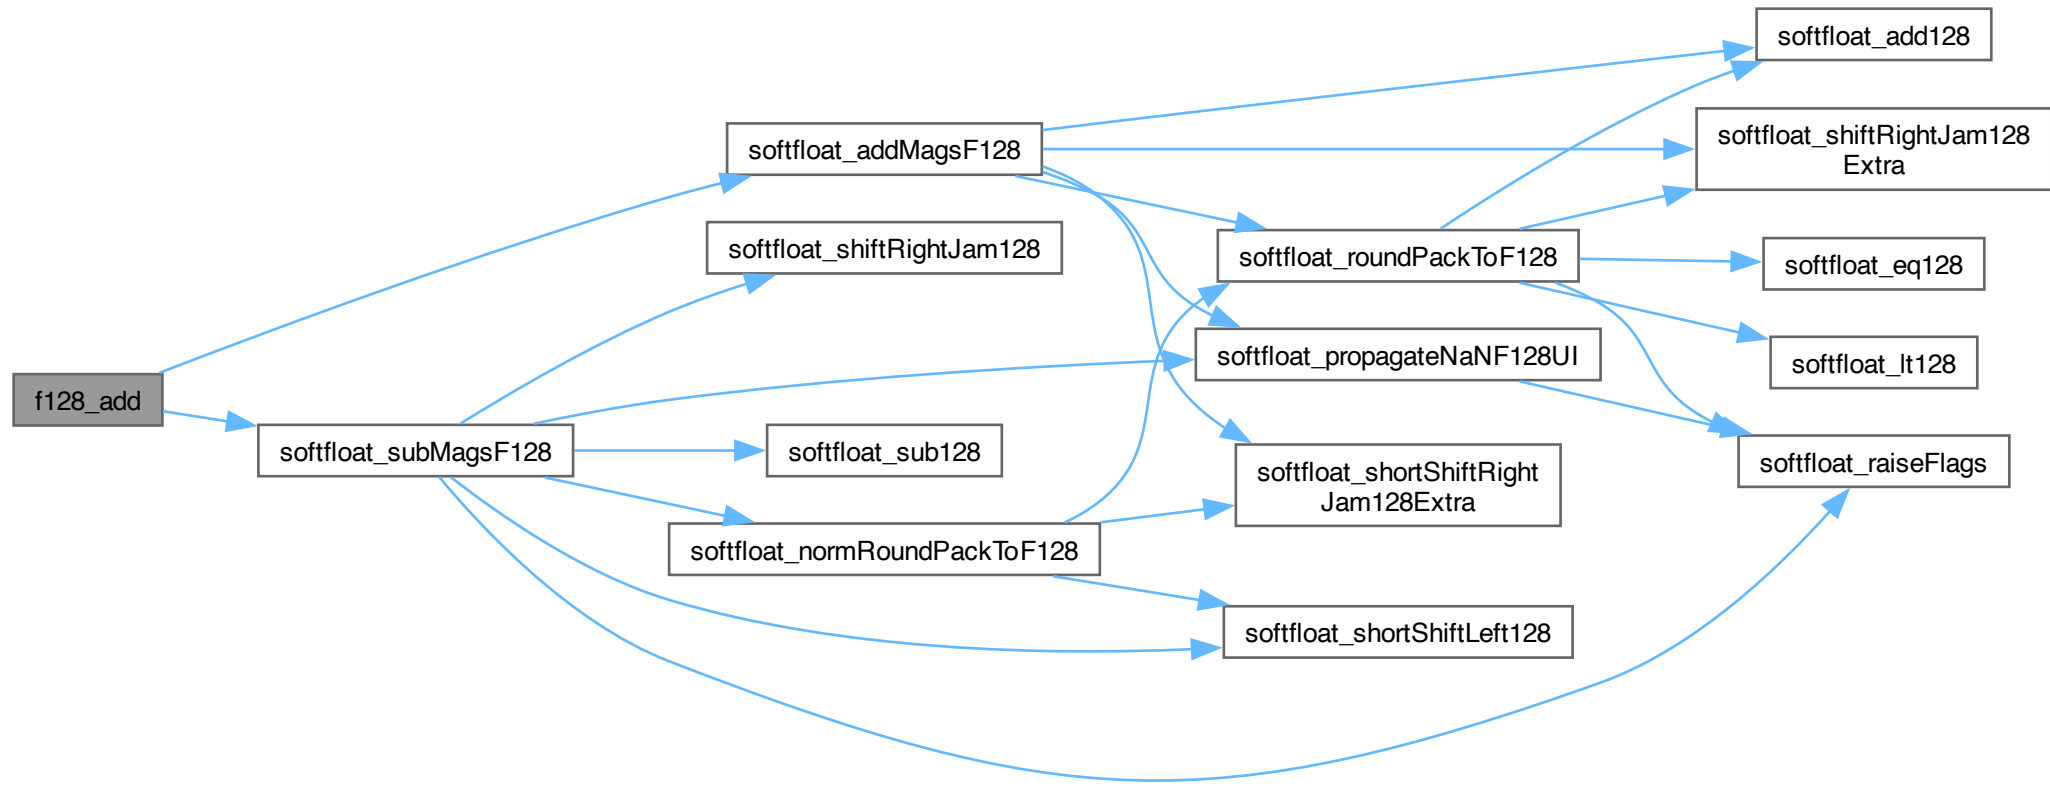 f128_add
softfloat_addMagsF128
softfloat_shiftRightJam128
softfloat_subMagsF128
softfloat_sub128
softfloat_normRoundPackToF128
softfloat_roundPackToF128
softfloat_propagateNaNF128UI
softfloat_shortShiftRight
Jam128Extra
softfloat_shortShiftLeft128
softfloat_add128
softfloat_shiftRightJam128
Extra
softfloat_eq128
softfloat_lt128
softfloat_raiseFlags